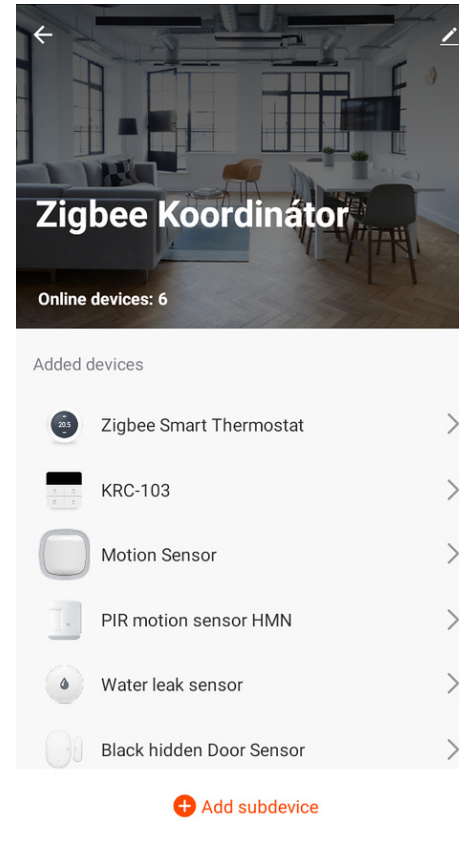 Zigbee Koordinátor
Online devices: 6
Added devices
Zigbee Smart Thermostat
KRC-103
Motion Sensor
PIR motion sensor HMN
Water leak sensor
Black hidden Door Sensor
Add subdevice